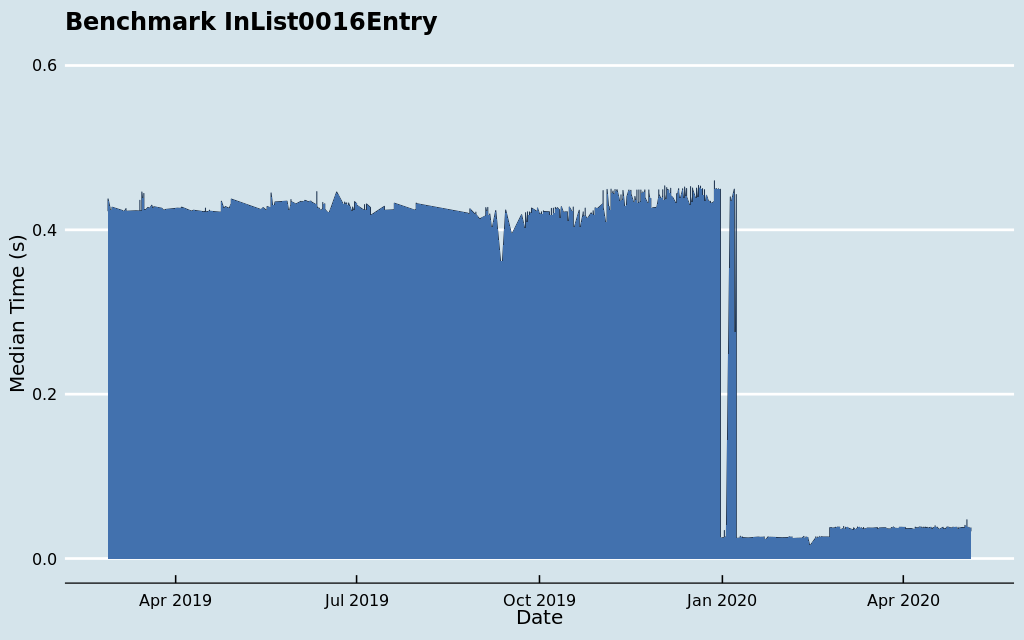 Benchmark InList0016Entry
0.6
0.4
0.2
0.0
Median Time (s)
Apr 2019
Jul 2019
Oct 2019
Jan 2020
Apr 2020
Date